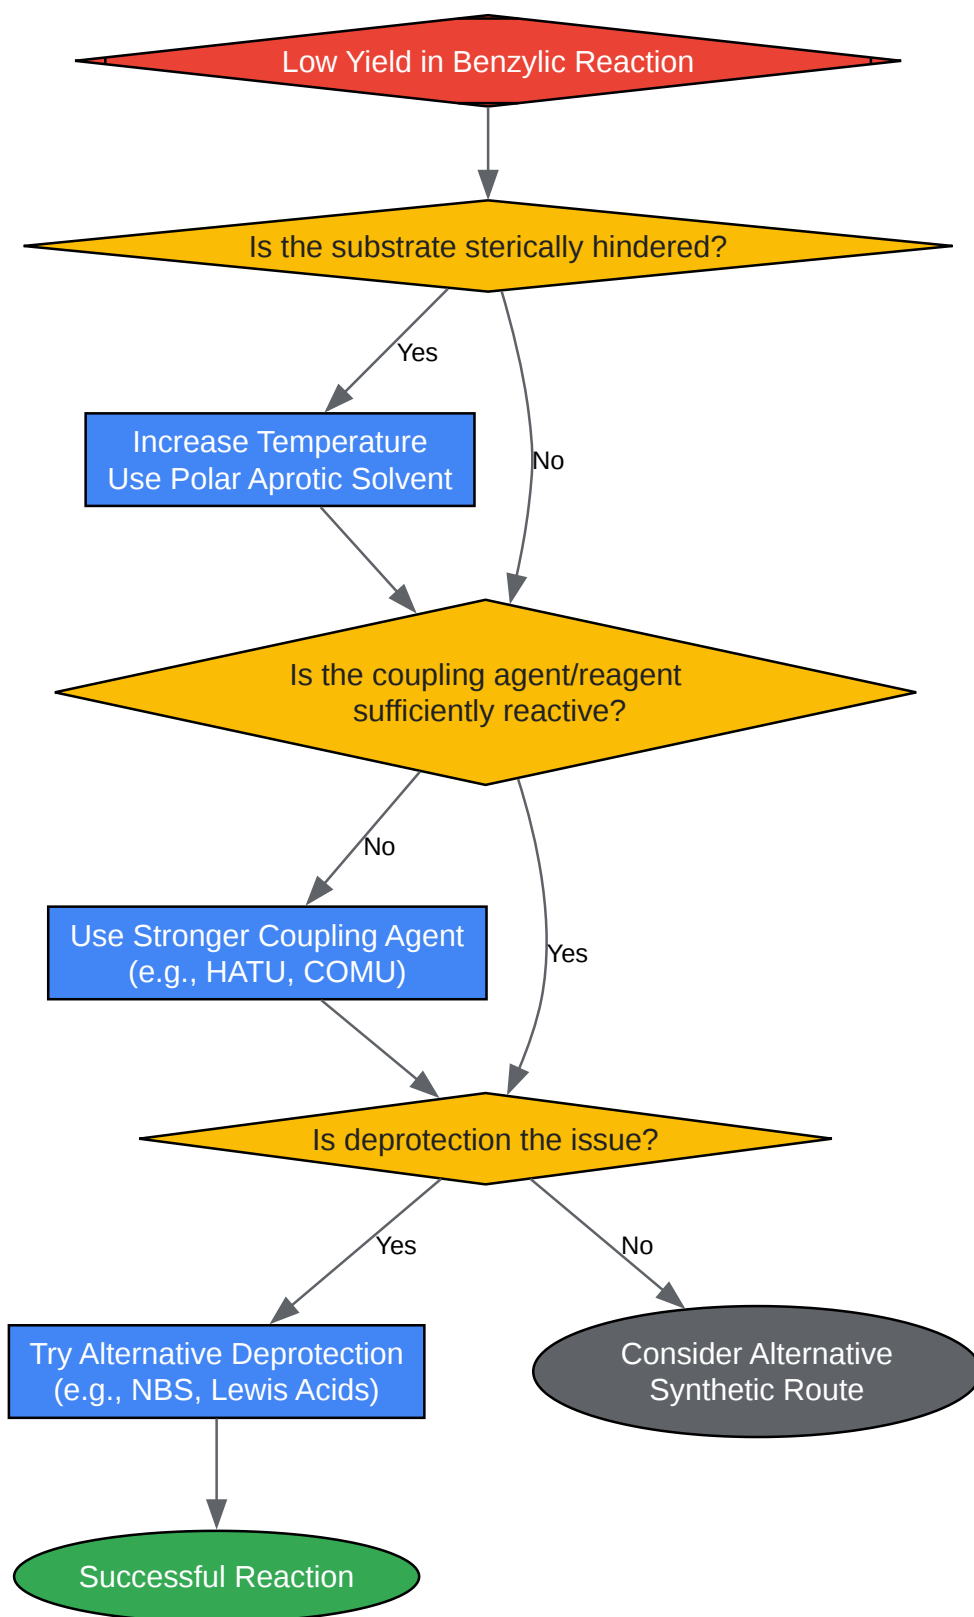 Low Yield in Benzylic Reaction
Is the substrate sterically hindered?
Yes
Increase Temperature
Use Polar Aprotic Solvent
No
Is the coupling agent/reagent
sufficiently reactive?
No
Use Stronger Coupling Agent
(e.g., HATU, COMU)
Yes
Is deprotection the issue?
Yes
No
Try Alternative Deprotection
(e.g., NBS, Lewis Acids)
Consider Alternative
Synthetic Route
Successful Reaction